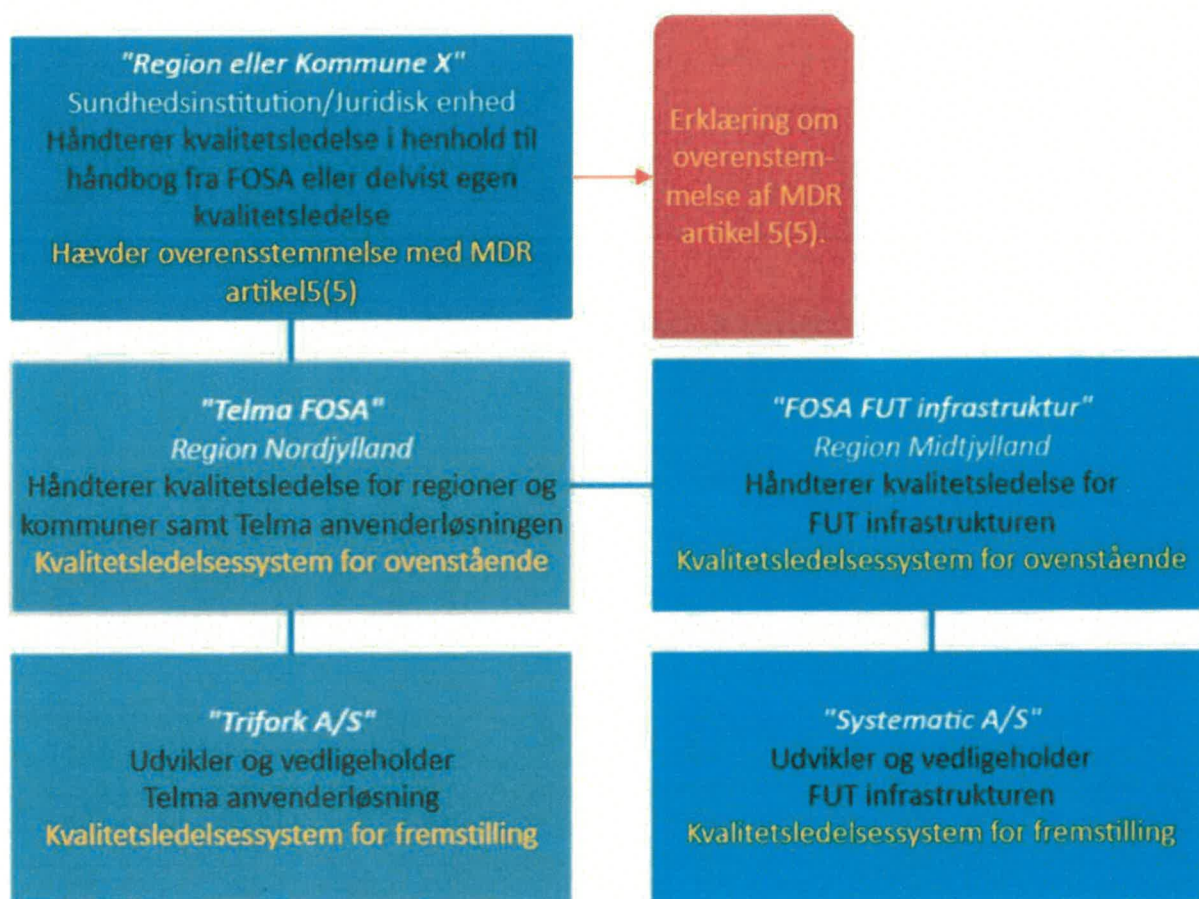 "Region eller Kommune X"
Sundhedsinstitution/Juridisk enhed
Håndterer kvalitetsledelse i henhold til
håndbog fra FOSA eller delvist egen
kvalitetsledelse
Hævder overensstemmelse med MDR
artikel5(5)
Erklæring om
overenstem-
melse af MDR
artikel 5(5).
"Telma FOSA"
Region Nordjylland
Håndterer kvalitetsledelse for regioner og
kommuner samt Telma anvenderløsningen
Kvalitetsledelsessystem for ovenstående
"FOSA FUT infrastruktur"
Region Midtjylland
Håndterer kvalitetsledelse for
FUT infrastrukturen
Kvalitetsledelsessystem for ovenstående
"Trifork A/S"
Udvikler og vedligeholder
Telma anvenderløsning
Kvalitetsledelsessystem for fremstilling
"Systematic A/S"
Udvikler og vedligeholder
FUT infrastrukturen
Kvalitetsledelsessystem for fremstilling